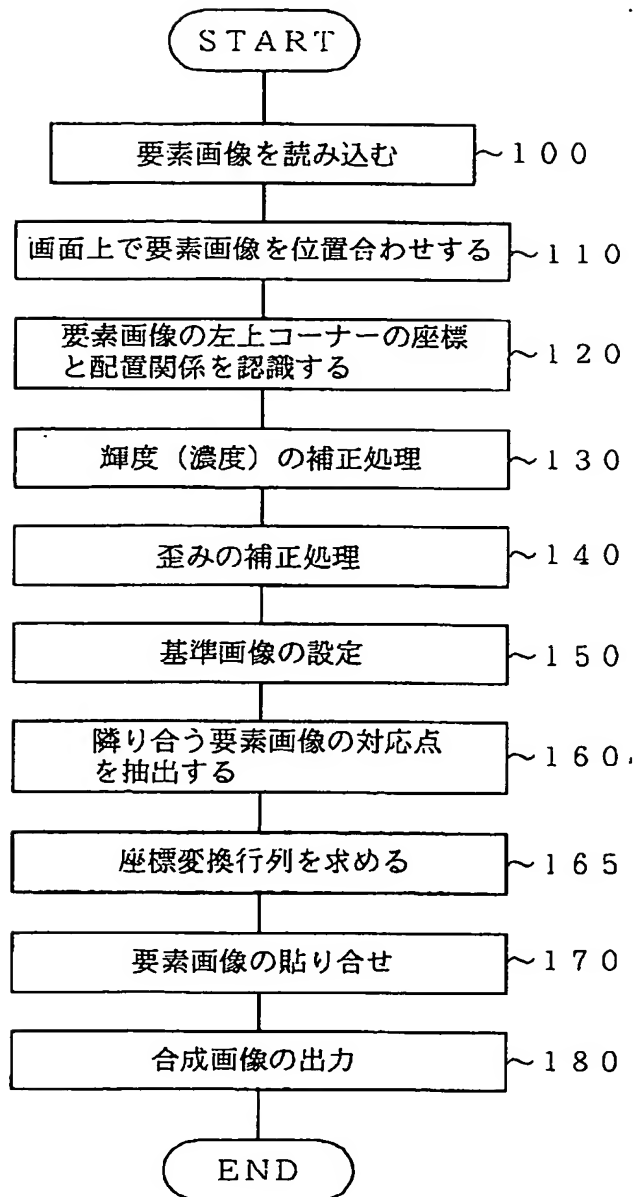 START
要素画像を読み込む ~100
画面上で要素画像を位置合わせする ~110
要素画像の左上コーナーの座標
と配置関係を認識する ~120
輝度（濃度）の補正処理 ~130
歪みの補正処理 ~140
基準画像の設定 ~150
隣り合う要素画像の対応点
を抽出する ~160
座標変換行列を求める ~165
要素画像の貼り合せ ~170
合成画像の出力 ~180
END